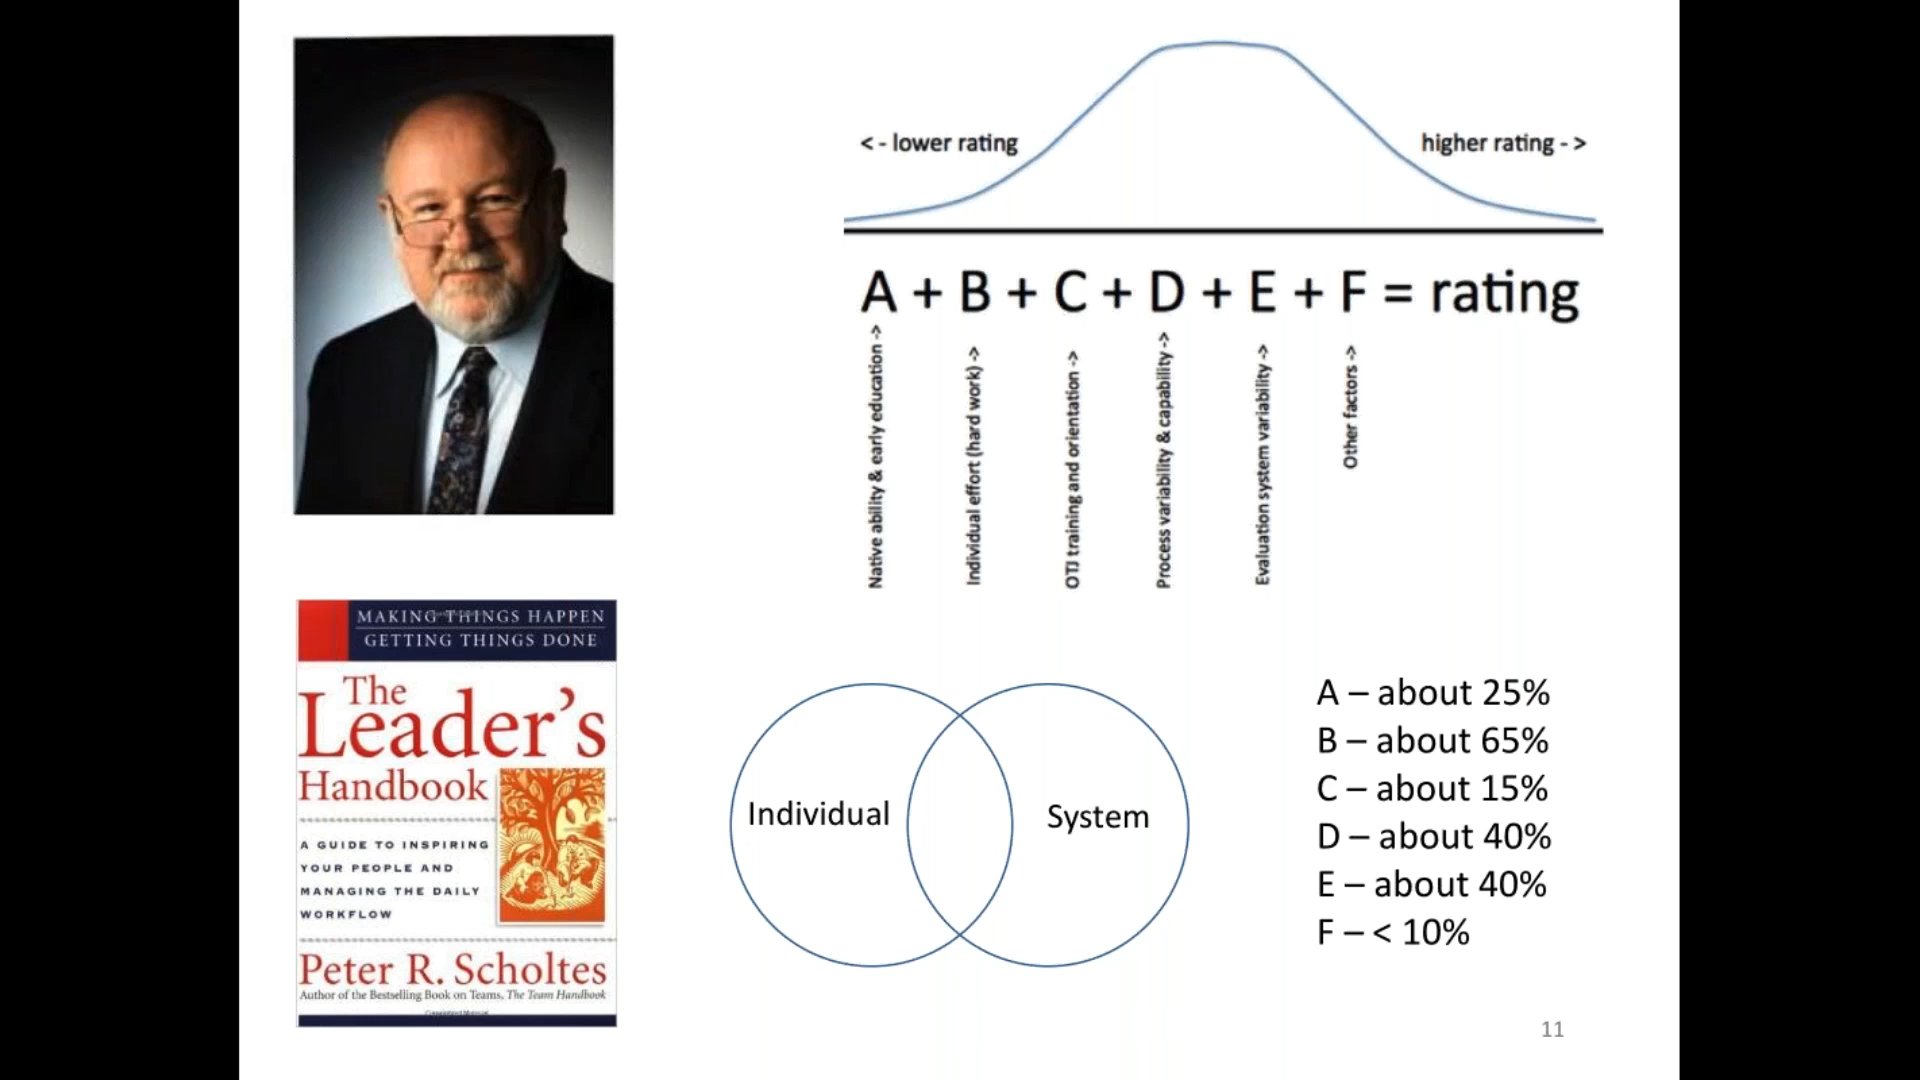 <- lower rating
higher rating ->
A + B + C + D + E + F = rating
Native ability & early education ->
Individual effort (hard work) ->
OTJ training and orientation ->
Process variability & capability ->
Evaluation system variability ->
Other factors ->
MAKING THINGS HAPPEN
GETTING THINGS DONE
The
Leader's
Handbook
A GUIDE TO INSPIRING
YOUR PEOPLE AND
MANAGING THE DAILY
WORKFLOW
Peter R. Scholtes
Author of the Bestselling Book on Teams, The Team Handbook
Individual
System
A – about 25%
B – about 65%
C – about 15%
D – about 40%
E – about 40%
F – < 10%
11